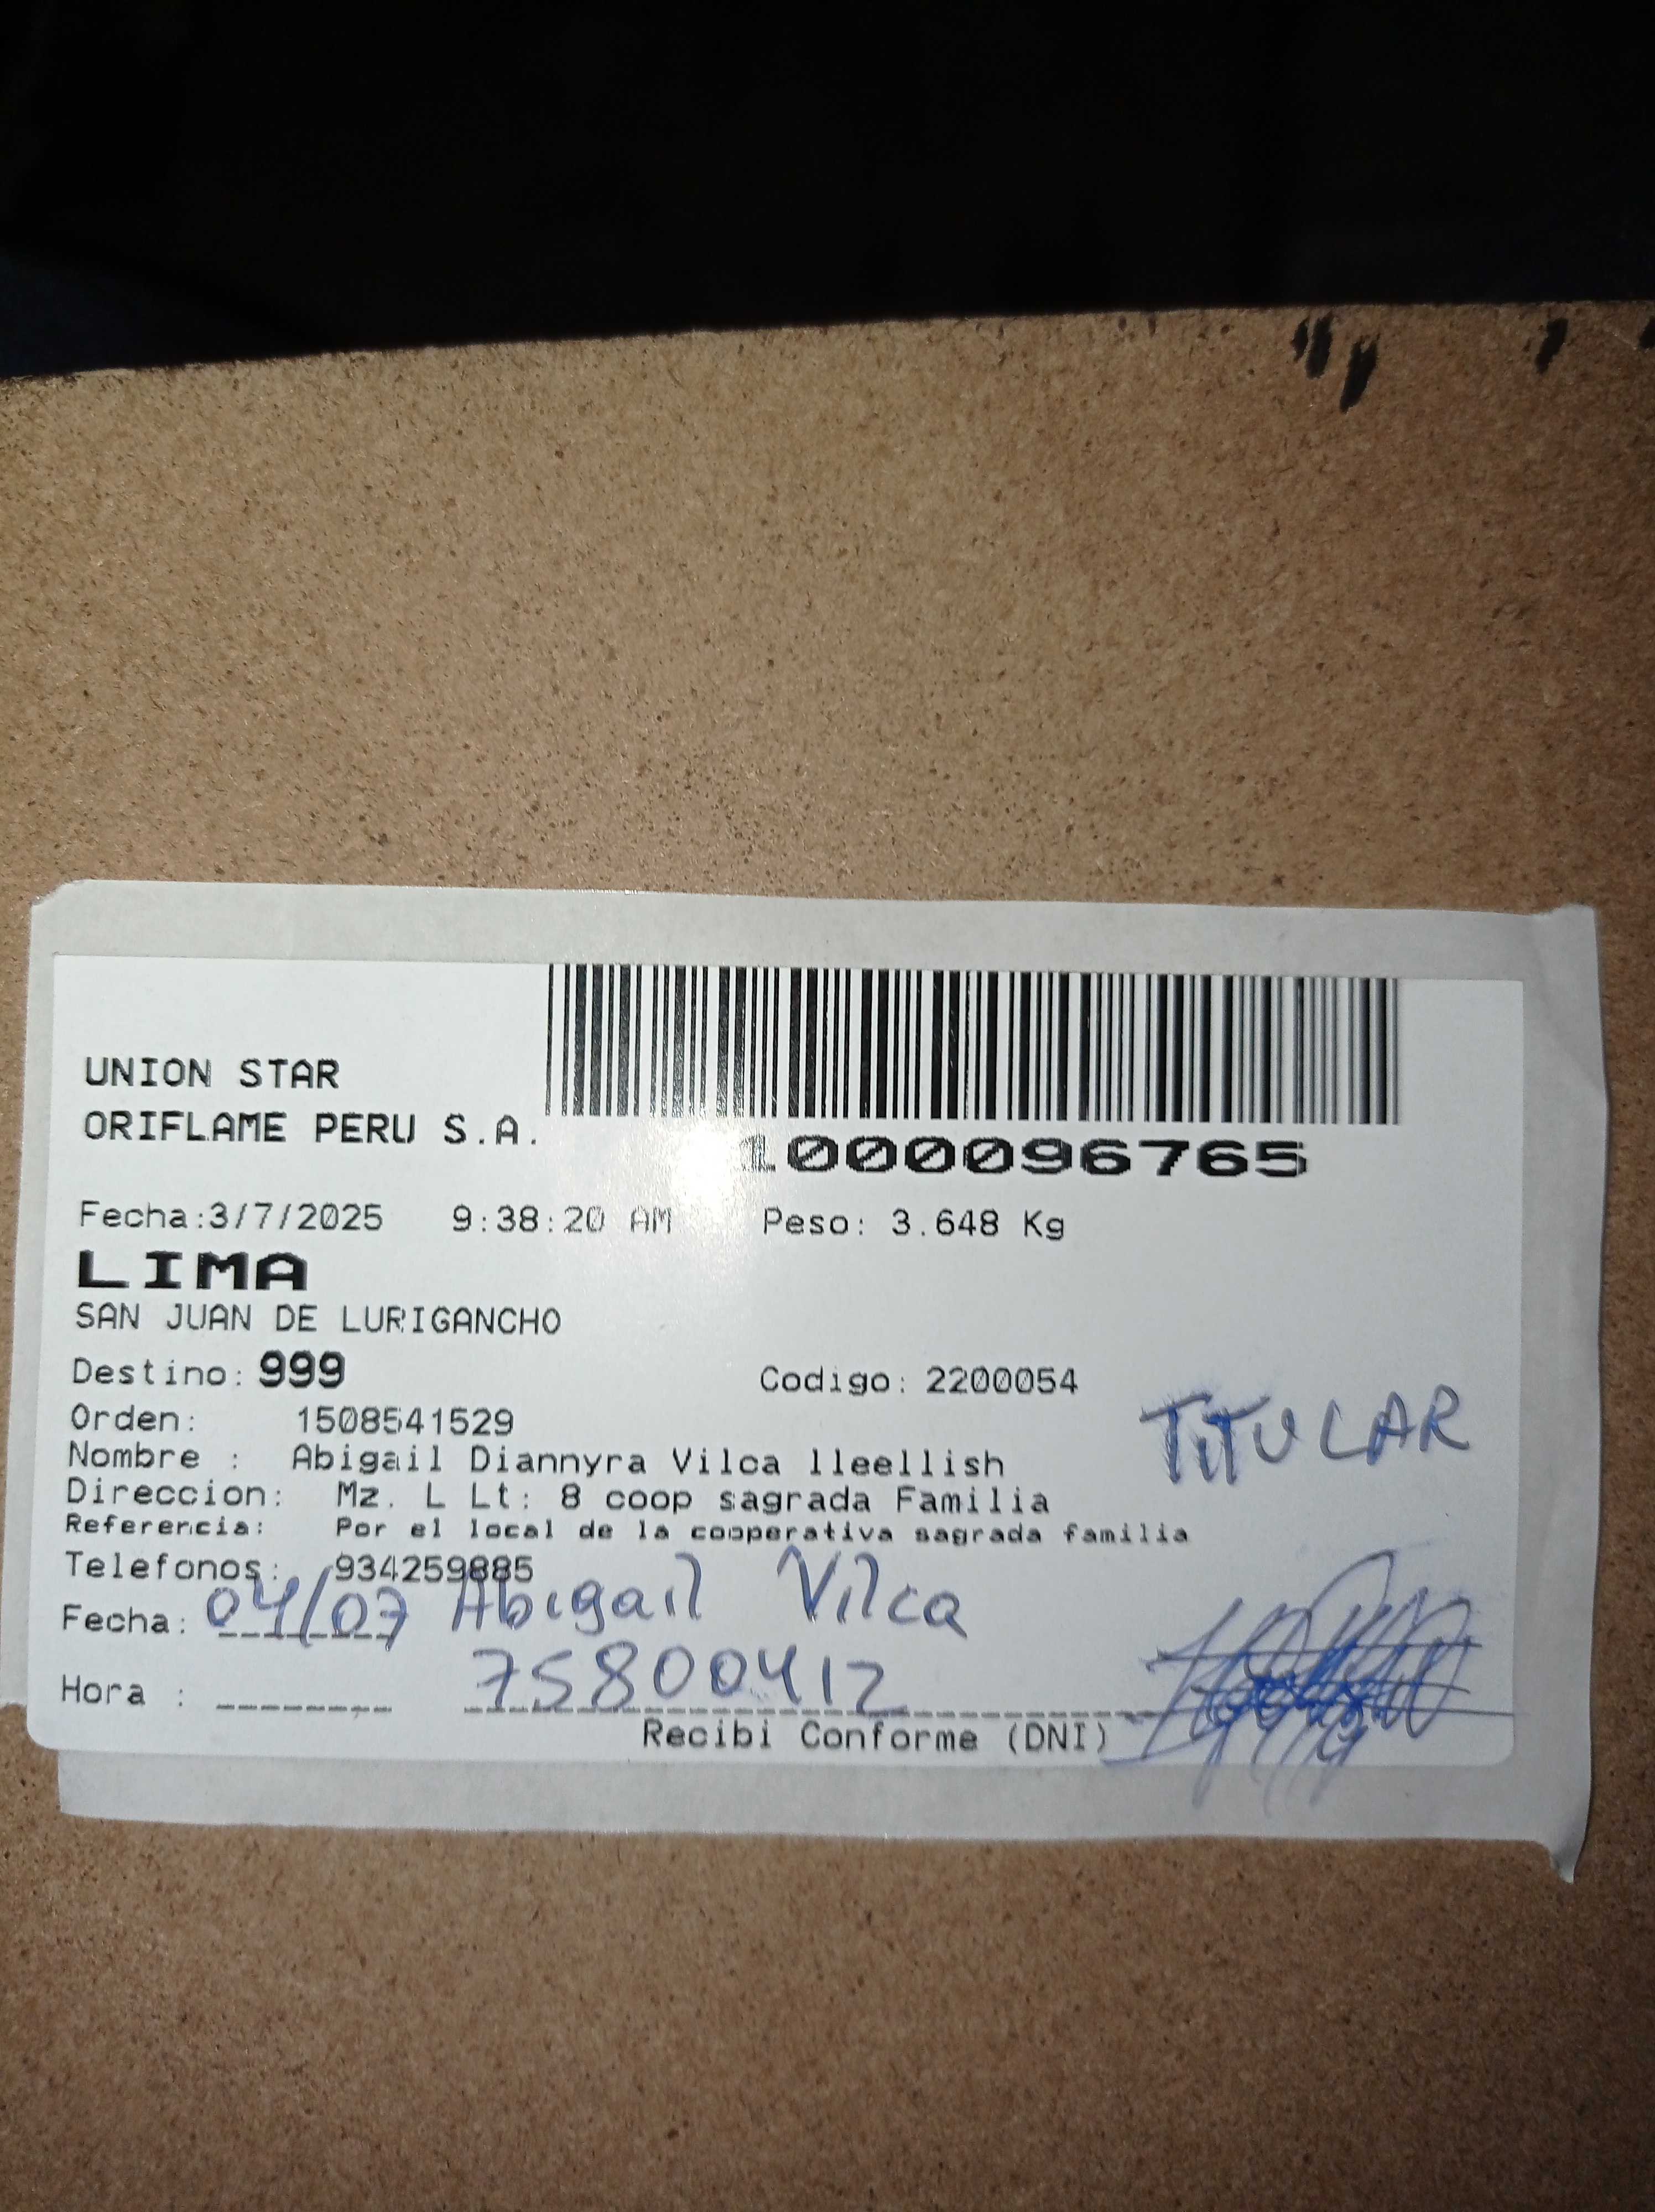 UNION STAR
ORIFLAME PERU S.A.
1000096765
Fecha:3/7/2025 9:38:20 AM Peso: 3.648 Kg
LIMA
SAN JUAN DE LURIGANCHO
Destino: 999 Codigo: 2200054
Orden: 1508541529
TITULAR
Nombre : Abigail Diannyra Vilca lleellish
Direccion: Mz. L Lt: 8 coop sagrada Familia
Referencia: Por el local de la cooperativa sagrada familia
Telefonos: 934259885
Fecha: 04/07 Abigail Vilca
Hora : 75800412
Recibi Conforme (DNI)